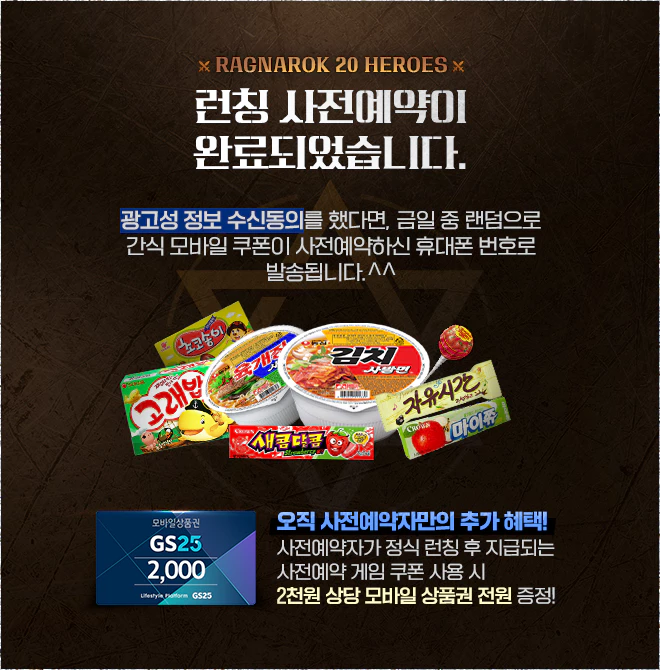 RAGNAROK 20 HEROES
런칭 사전예약이
완료되었습니다.
광고성 정보 수신동의를 했다면, 금일 중 랜덤으로
간식 모바일 쿠폰이 사전예약하신 휴대폰 번호로
발송됩니다.^^
초코송이
육개장
김치
사발면
고래밥
자유시간
새콤달콤
Strawberry
CROWN
마이쮸
모바일상품권
GS25
2,000
Lifestyle Platform GS25
오직 사전예약자만의 추가 혜택!
사전예약자가 정식 런칭 후 지급되는
사전예약 게임 쿠폰 사용 시
2천원 상당 모바일 상품권 전원 증정!